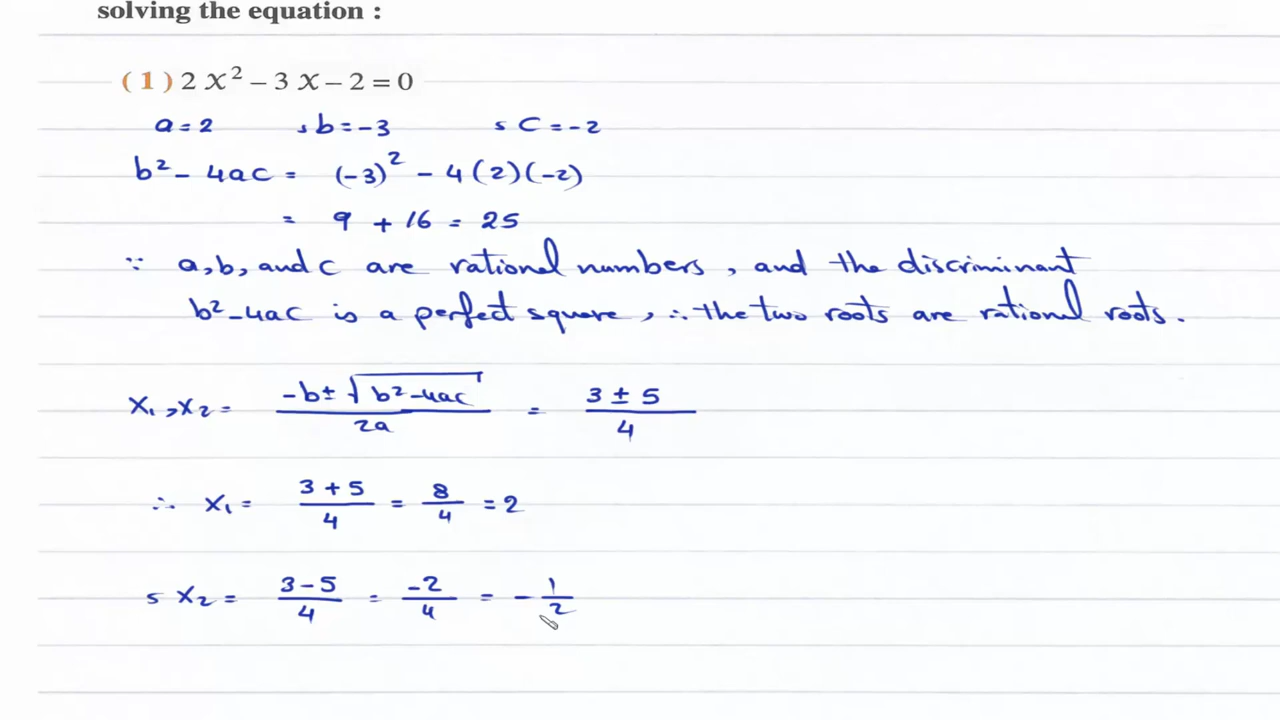 solving the equation :
( 1 ) 2 x² – 3 x – 2 = 0
a = 2 , b = -3 , c = -2
b² - 4ac = (-3)² - 4 (2)(-2)
= 9 + 16 = 25
∵ a, b, and c are rational numbers, and the discriminant
b² - 4ac is a perfect square, ∴ the two roots are rational roots.
x₁, x₂ = (-b ± √(b² - 4ac)) / 2a = (3 ± 5) / 4
∴ x₁ = (3 + 5) / 4 = 8/4 = 2
, x₂ = (3 - 5) / 4 = -2/4 = - 1/2